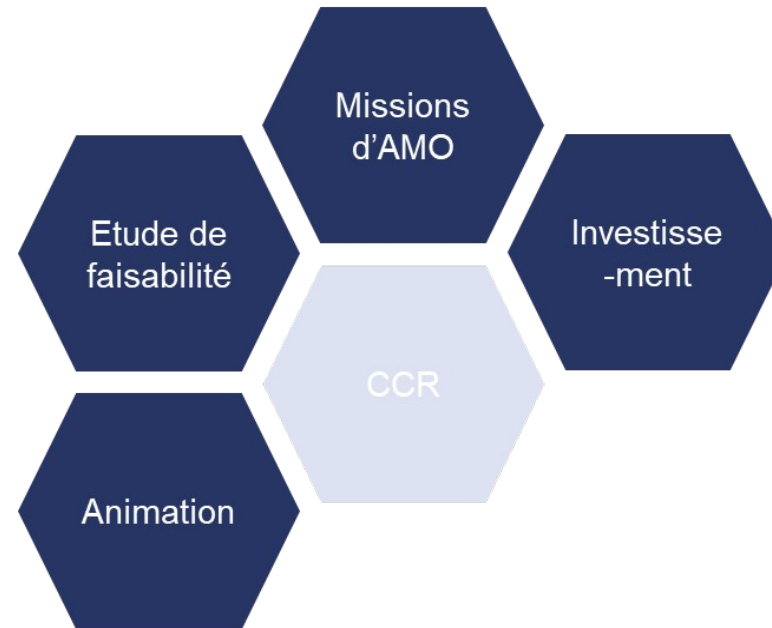 Missions
d’AMO
Etude de
faisabilité
Investisse
-ment
CCR
Animation